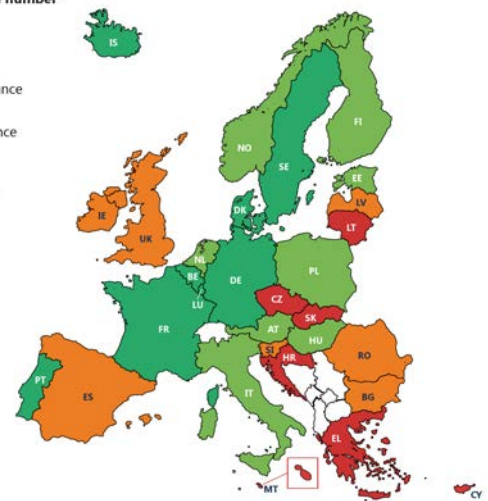 number
IS
nce
nce
FI
NO
SE
EE
LV
DK
LT
IE
UK
NL
PL
BE
DE
LU
CZ
SK
FR
AT
HU
SI
HR
RO
PT
ES
IT
BG
EL
MT
CY